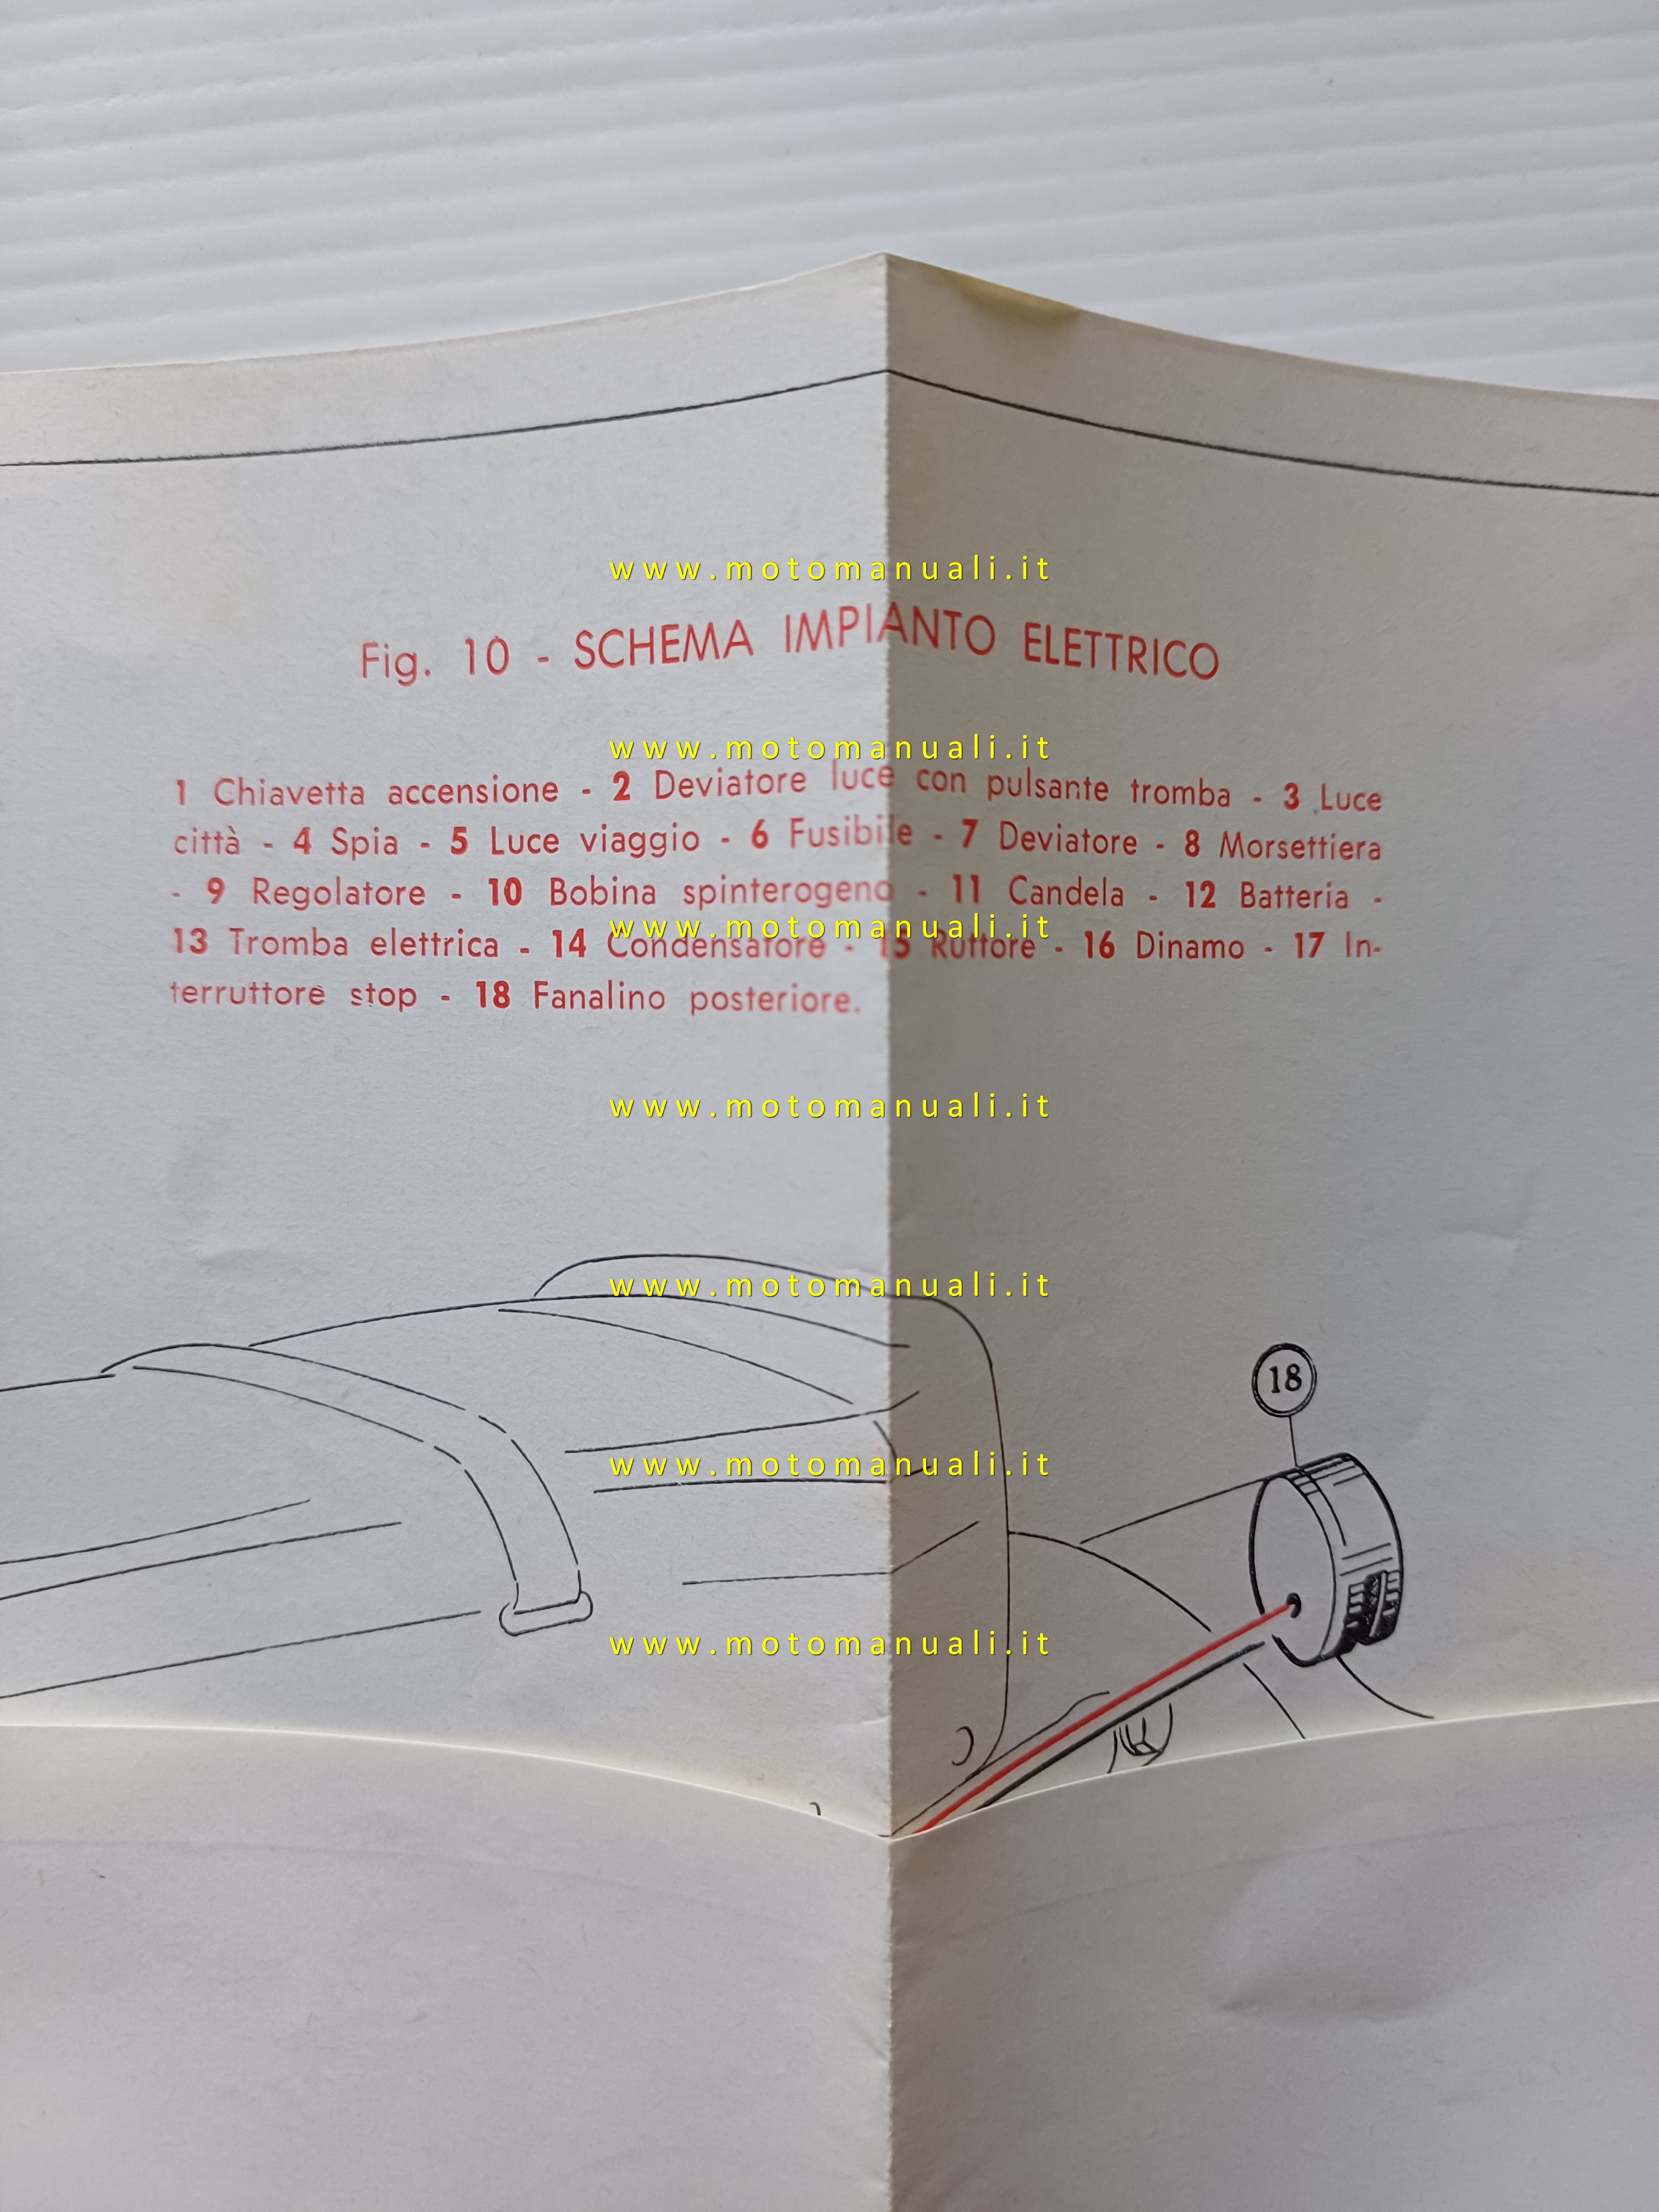 www.motomanuali.it
Fig. 10 - SCHEMA IMPIANTO ELETTRICO
www.motomanuali.it
1 Chiavetta accensione - 2 Deviatore luce con pulsante tromba - 3 Luce
città - 4 Spia - 5 Luce viaggio - 6 Fusibile - 7 Deviatore - 8 Morsettiera
- 9 Regolatore - 10 Bobina spinterogeno - 11 Candela - 12 Batteria -
www.motomanuali.it
13 Tromba elettrica - 14 Condensatore - 15 Ruttore - 16 Dinamo - 17 In-
terruttore stop - 18 Fanalino posteriore.
www.motomanuali.it
www.motomanuali.it
18
www.motomanuali.it
www.motomanuali.it